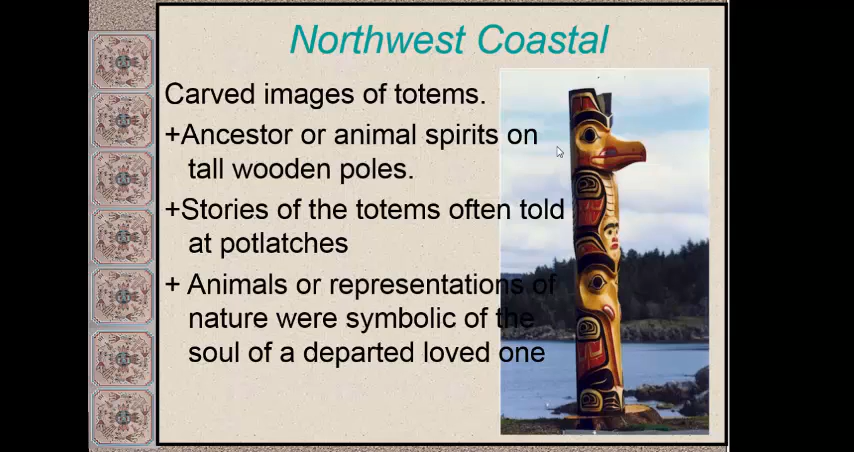 Northwest Coastal
Carved images of totems.
+Ancestor or animal spirits on
tall wooden poles.
+Stories of the totems often told
at potlatches
+ Animals or representations of
nature were symbolic of the
soul of a departed loved one